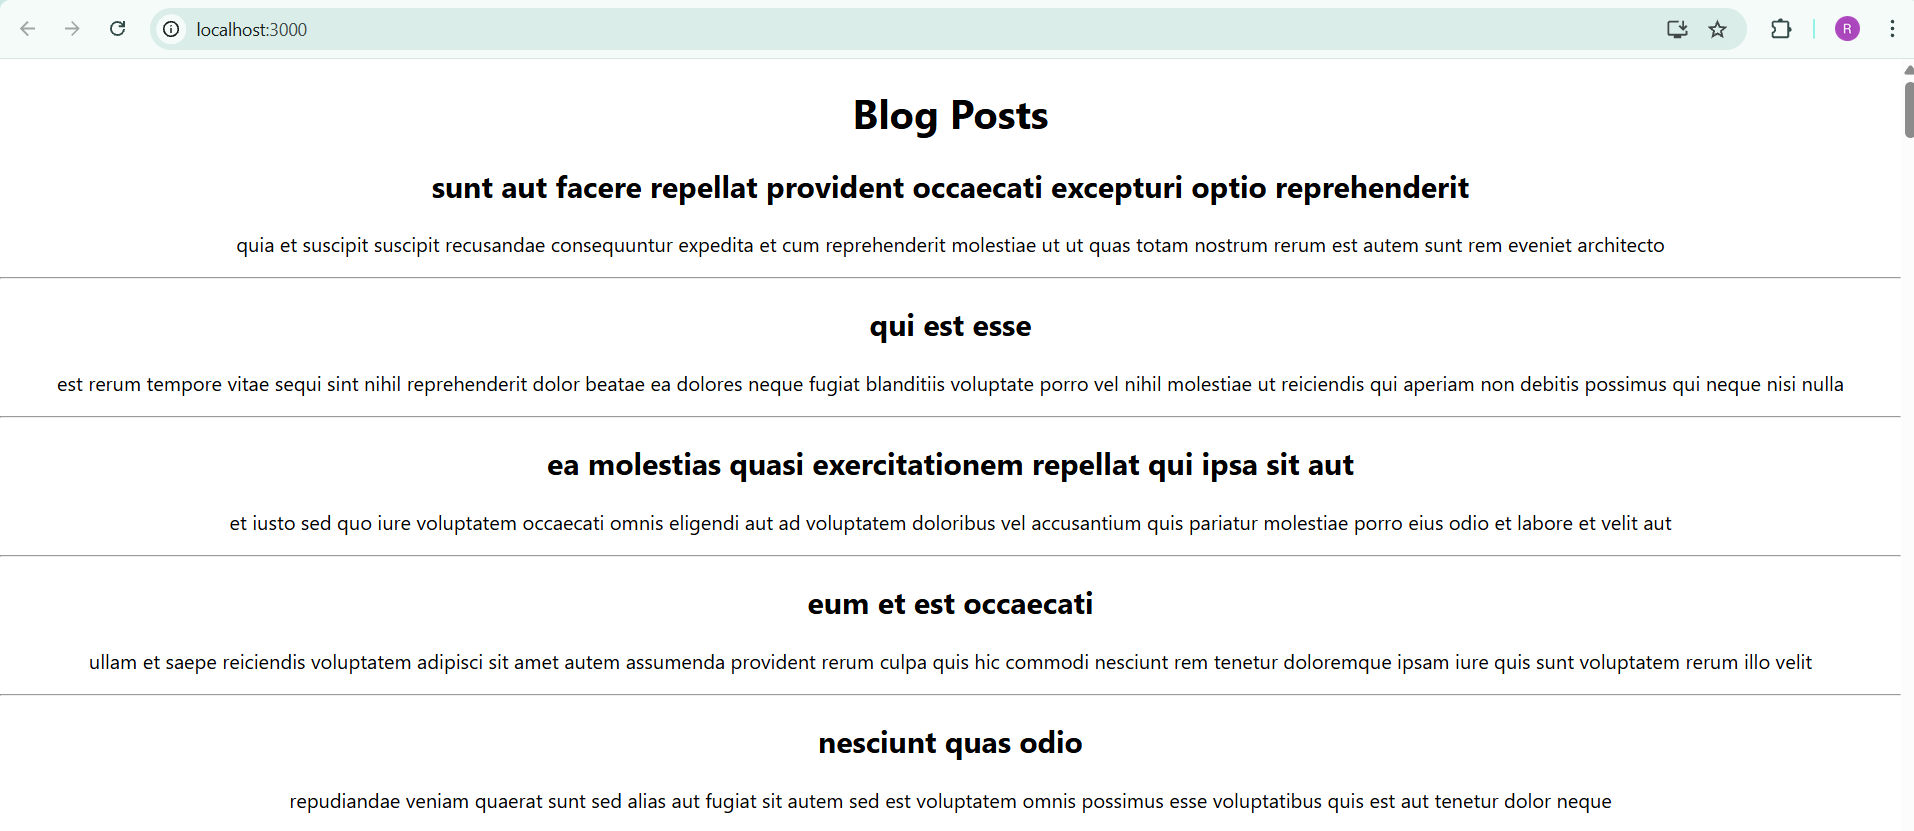 localhost:3000
R
Blog Posts
sunt aut facere repellat provident occaecati excepturi optio reprehenderit
quia et suscipit suscipit recusandae consequuntur expedita et cum reprehenderit molestiae ut ut quas totam nostrum rerum est autem sunt rem eveniet architecto
qui est esse
est rerum tempore vitae sequi sint nihil reprehenderit dolor beatae ea dolores neque fugiat blanditiis voluptate porro vel nihil molestiae ut reiciendis qui aperiam non debitis possimus qui neque nisi nulla
ea molestias quasi exercitationem repellat qui ipsa sit aut
et iusto sed quo iure voluptatem occaecati omnis eligendi aut ad voluptatem doloribus vel accusantium quis pariatur molestiae porro eius odio et labore et velit aut
eum et est occaecati
ullam et saepe reiciendis voluptatem adipisci sit amet autem assumenda provident rerum culpa quis hic commodi nesciunt rem tenetur doloremque ipsam iure quis sunt voluptatem rerum illo velit
nesciunt quas odio
repudiandae veniam quaerat sunt sed alias aut fugiat sit autem sed est voluptatem omnis possimus esse voluptatibus quis est aut tenetur dolor neque